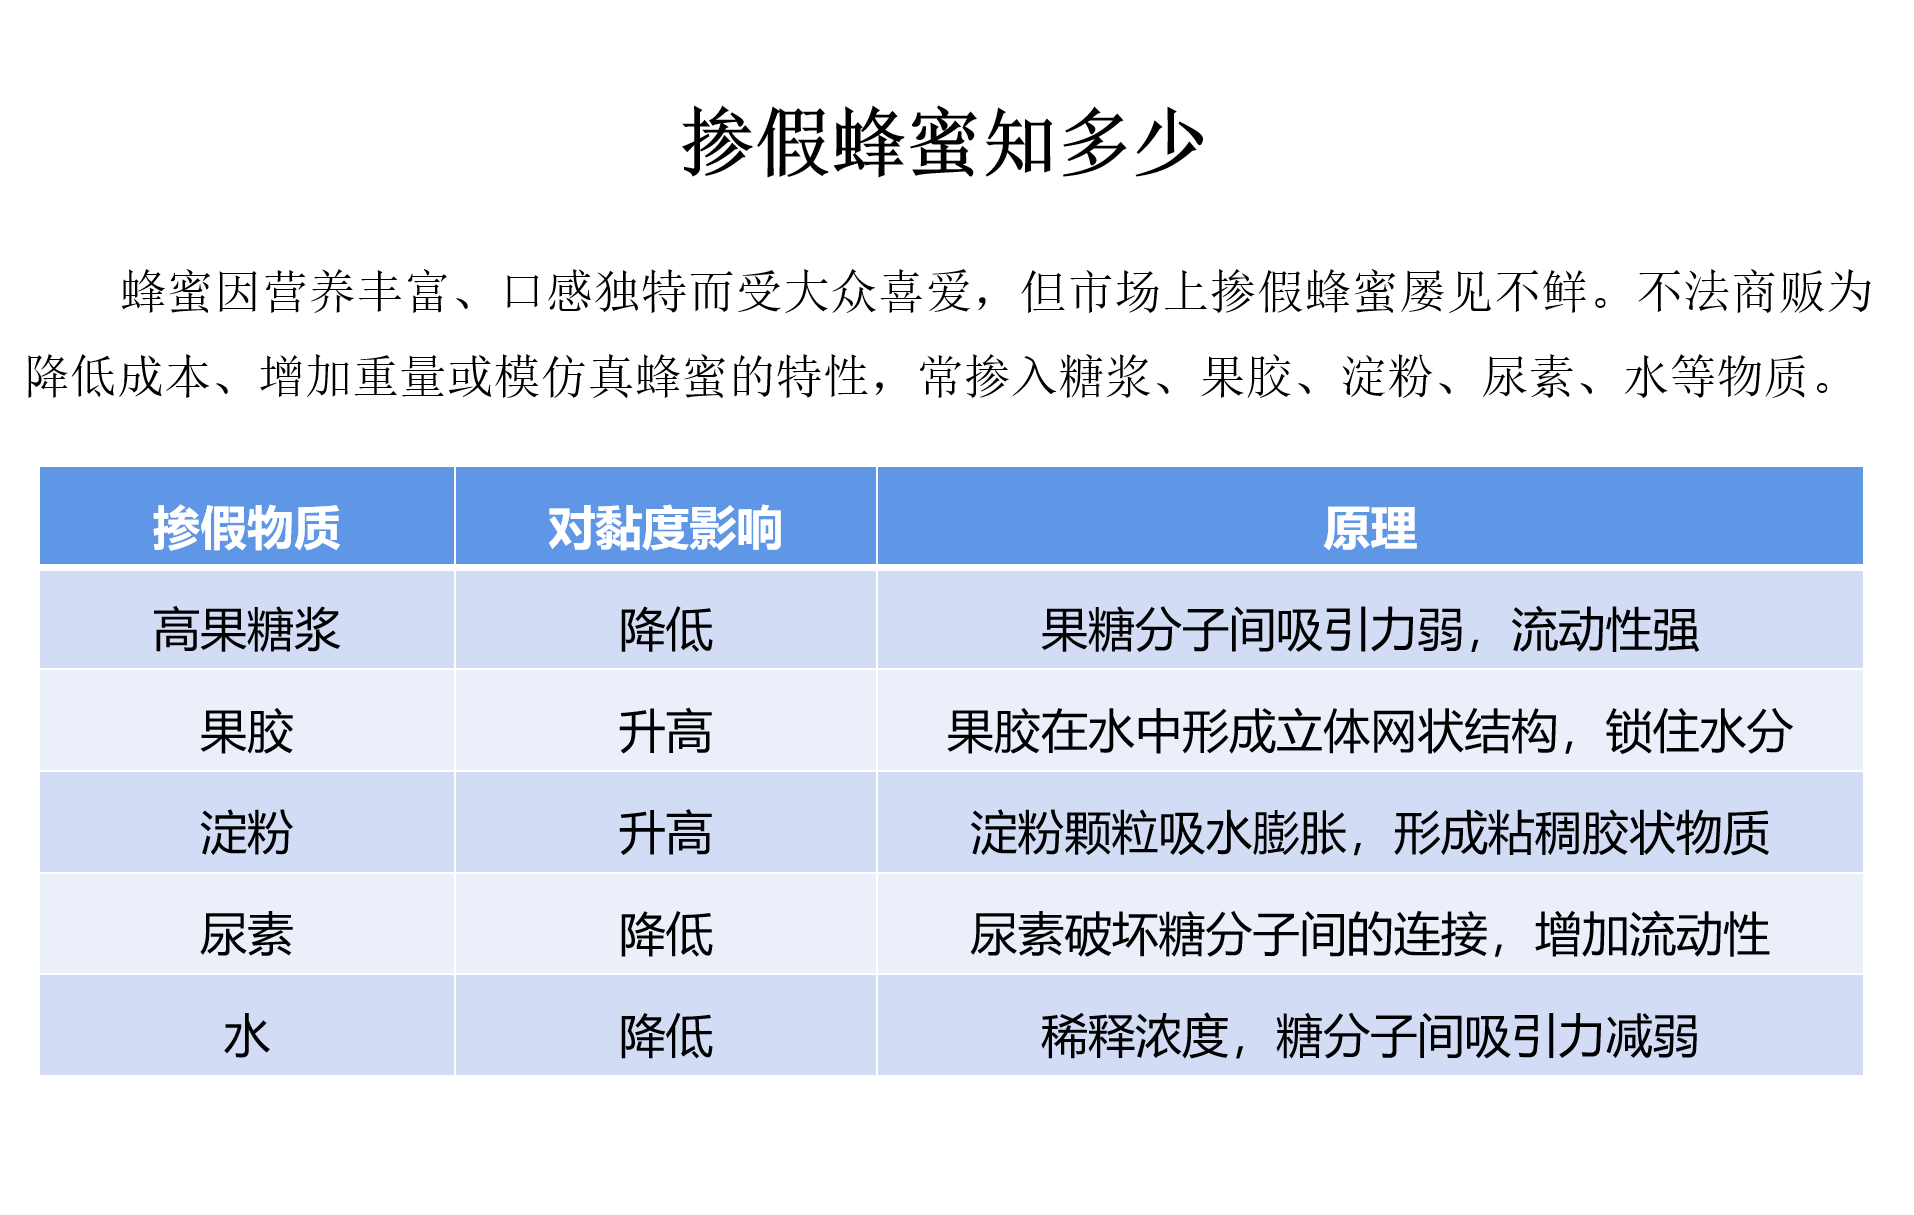 掺假蜂蜜知多少
蜂蜜因营养丰富、口感独特而受大众喜爱，但市场上掺假蜂蜜屡见不鲜。不法商贩为
降低成本、增加重量或模仿真蜂蜜的特性，常掺入糖浆、果胶、淀粉、尿素、水等物质。
掺假物质 对黏度影响 原理
高果糖浆 降低 果糖分子间吸引力弱，流动性强
果胶 升高 果胶在水中形成立体网状结构，锁住水分
淀粉 升高 淀粉颗粒吸水膨胀，形成粘稠胶状物质
尿素 降低 尿素破坏糖分子间的连接，增加流动性
水 降低 稀释浓度，糖分子间吸引力减弱